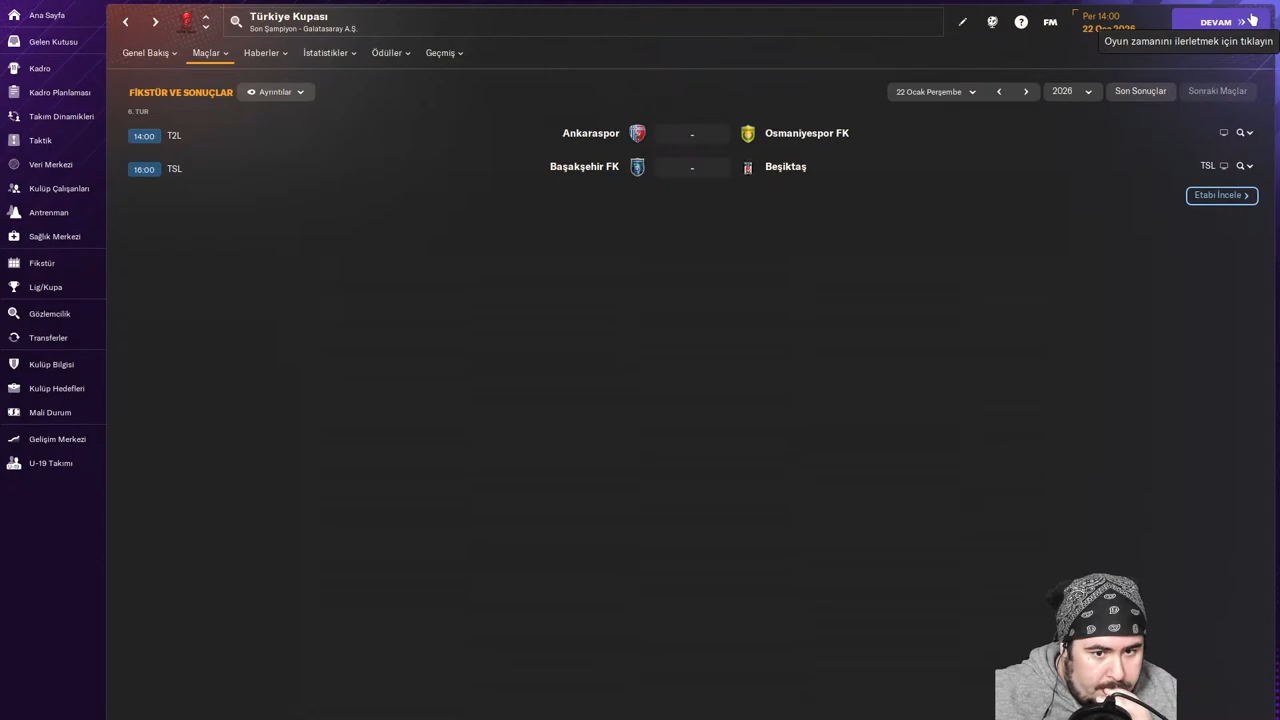 Ana Sayfa
Gelen Kutusu
Kadro
Kadro Planlaması
Takım Dinamikleri
Taktik
Veri Merkezi
Kulüp Çalışanları
Antrenman
Sağlık Merkezi
Fikstür
Lig/Kupa
Gözlemcilik
Transferler
Kulüp Bilgisi
Kulüp Hedefleri
Mali Durum
Gelişim Merkezi
U-19 Takımı
Türkiye Kupası
Son Şampiyon - Galatasaray A.Ş.
FM
Per 14:00
DEVAM
Oyun zamanını ilerletmek için tıklayın
Genel Bakış
Maçlar
Haberler
İstatistikler
Ödüller
Geçmiş
FİKSTÜR VE SONUÇLAR
Ayrıntılar
22 Ocak Perşembe
2026
Son Sonuçlar
Sonraki Maçlar
6. TUR
14:00 T2L Ankaraspor - Osmaniyespor FK
16:00 TSL Başakşehir FK - Beşiktaş TSL
Etabı İncele